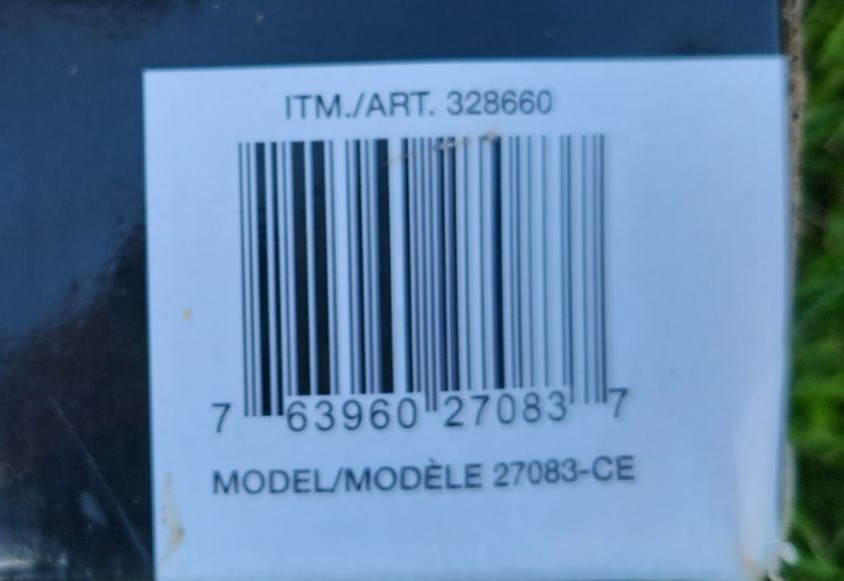 ITM./ART. 328660
7 63960 27083 7
MODEL/MODÈLE 27083-CE